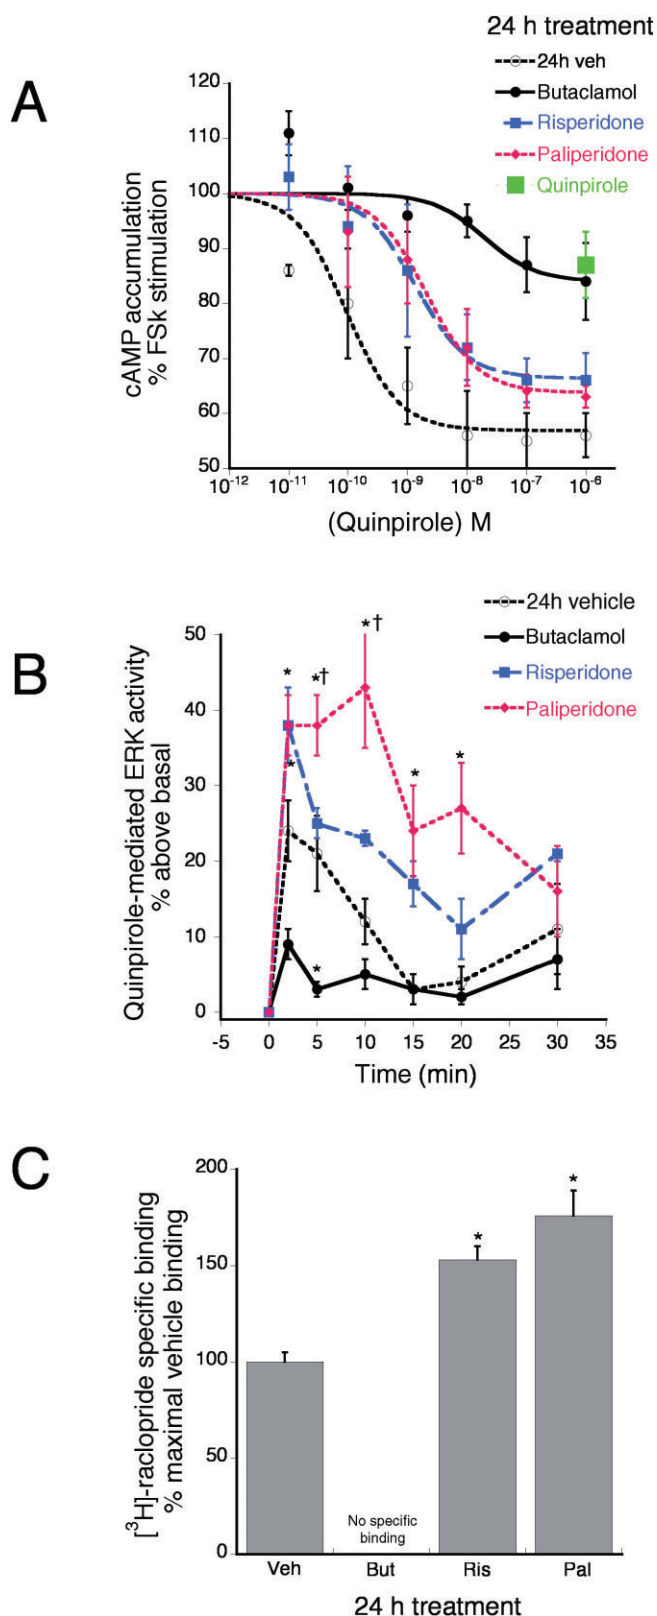 A
24 h treatment
24h veh
Butaclamol
Risperidone
Paliperidone
Quinpirole
cAMP accumulation
% FSk stimulation
120
110
100
90
80
70
60
50
10-12 10-11 10-10 10-9 10-8 10-7 10-6
(Quinpirole) M
B
24h vehicle
Butaclamol
Risperidone
Paliperidone
Quinpirole-mediated ERK activity
% above basal
50
40
30
20
10
0
*
*†
*†
*
*
*
*
-5 0 5 10 15 20 25 30 35
Time (min)
C
[3H]-raclopride specific binding
% maximal vehicle binding
200
150
100
50
0
*
*
No specific
binding
Veh But Ris Pal
24 h treatment